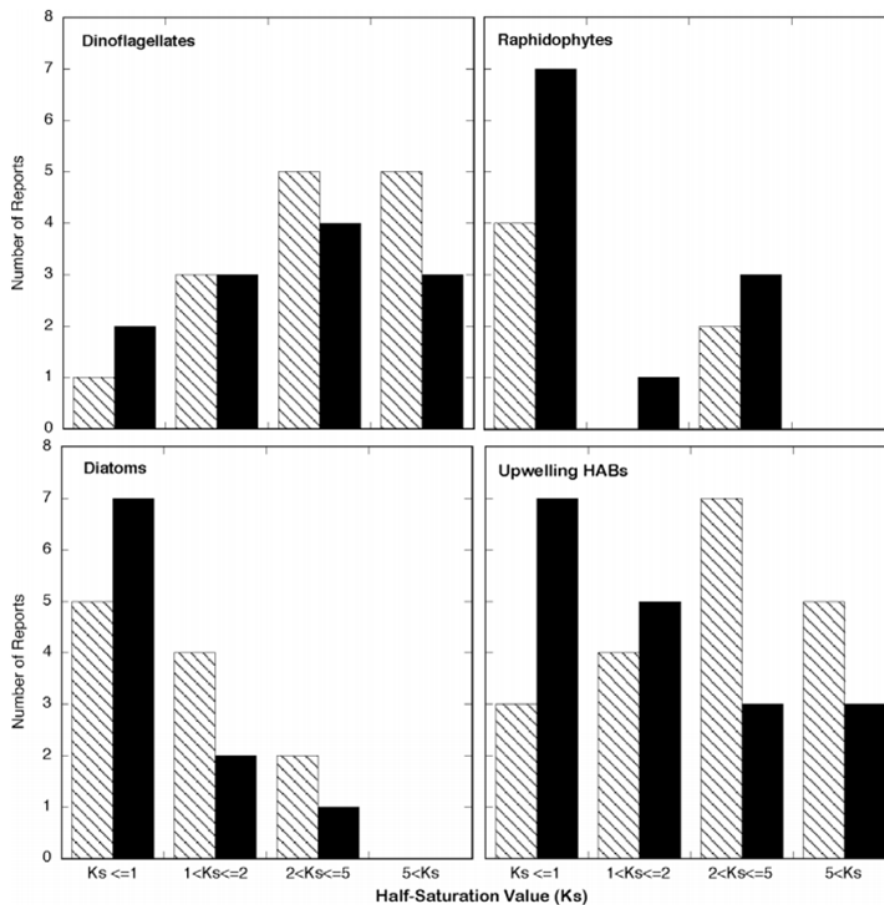 Dinoflagellates
Raphidophytes
Number of Reports
8
7
6
5
4
3
2
1
0
Diatoms
Upwelling HABs
Number of Reports
8
7
6
5
4
3
2
1
0
Ks <=1 1<Ks<=2 2<Ks<=5 5<Ks Ks <=1 1<Ks<=2 2<Ks<=5 5<Ks
Half-Saturation Value (Ks)